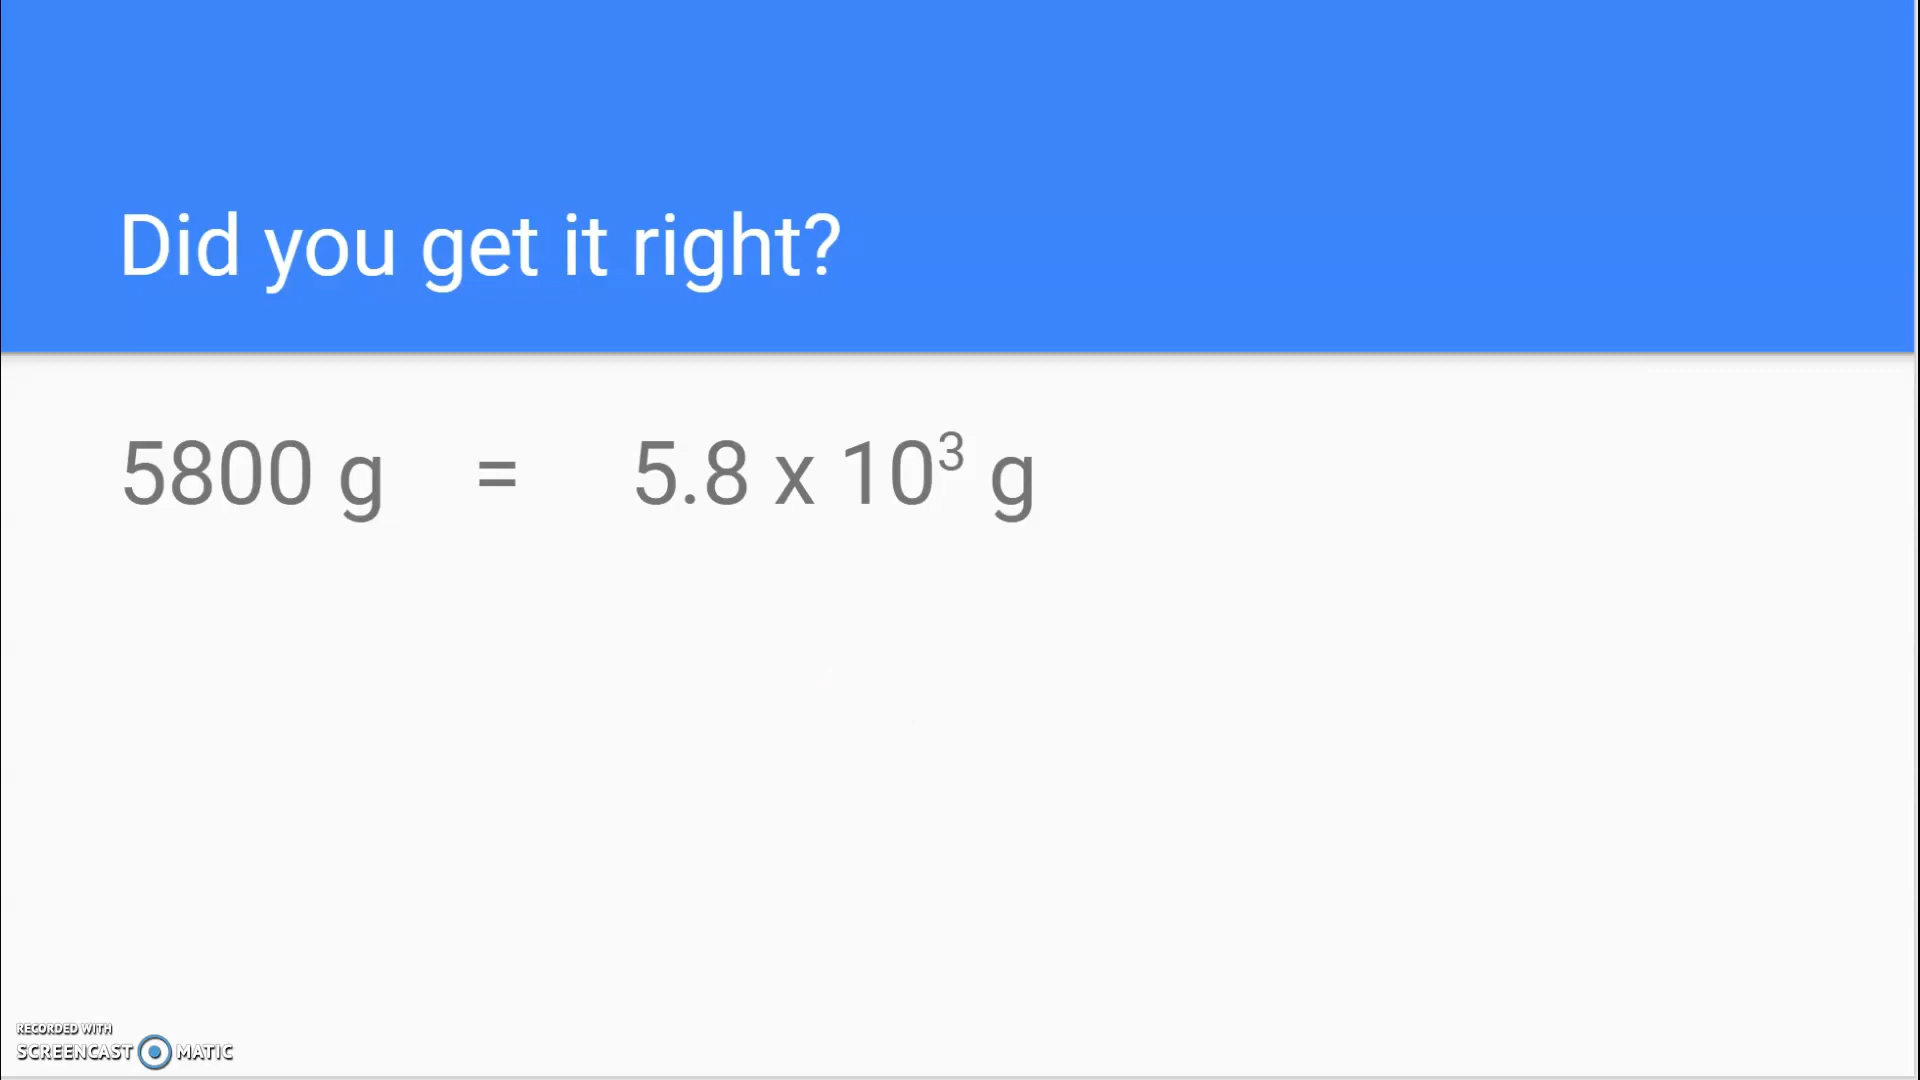 Did you get it right?
5800 g = 5.8 x 10³ g
RECORDED WITH
SCREENCAST MATIC